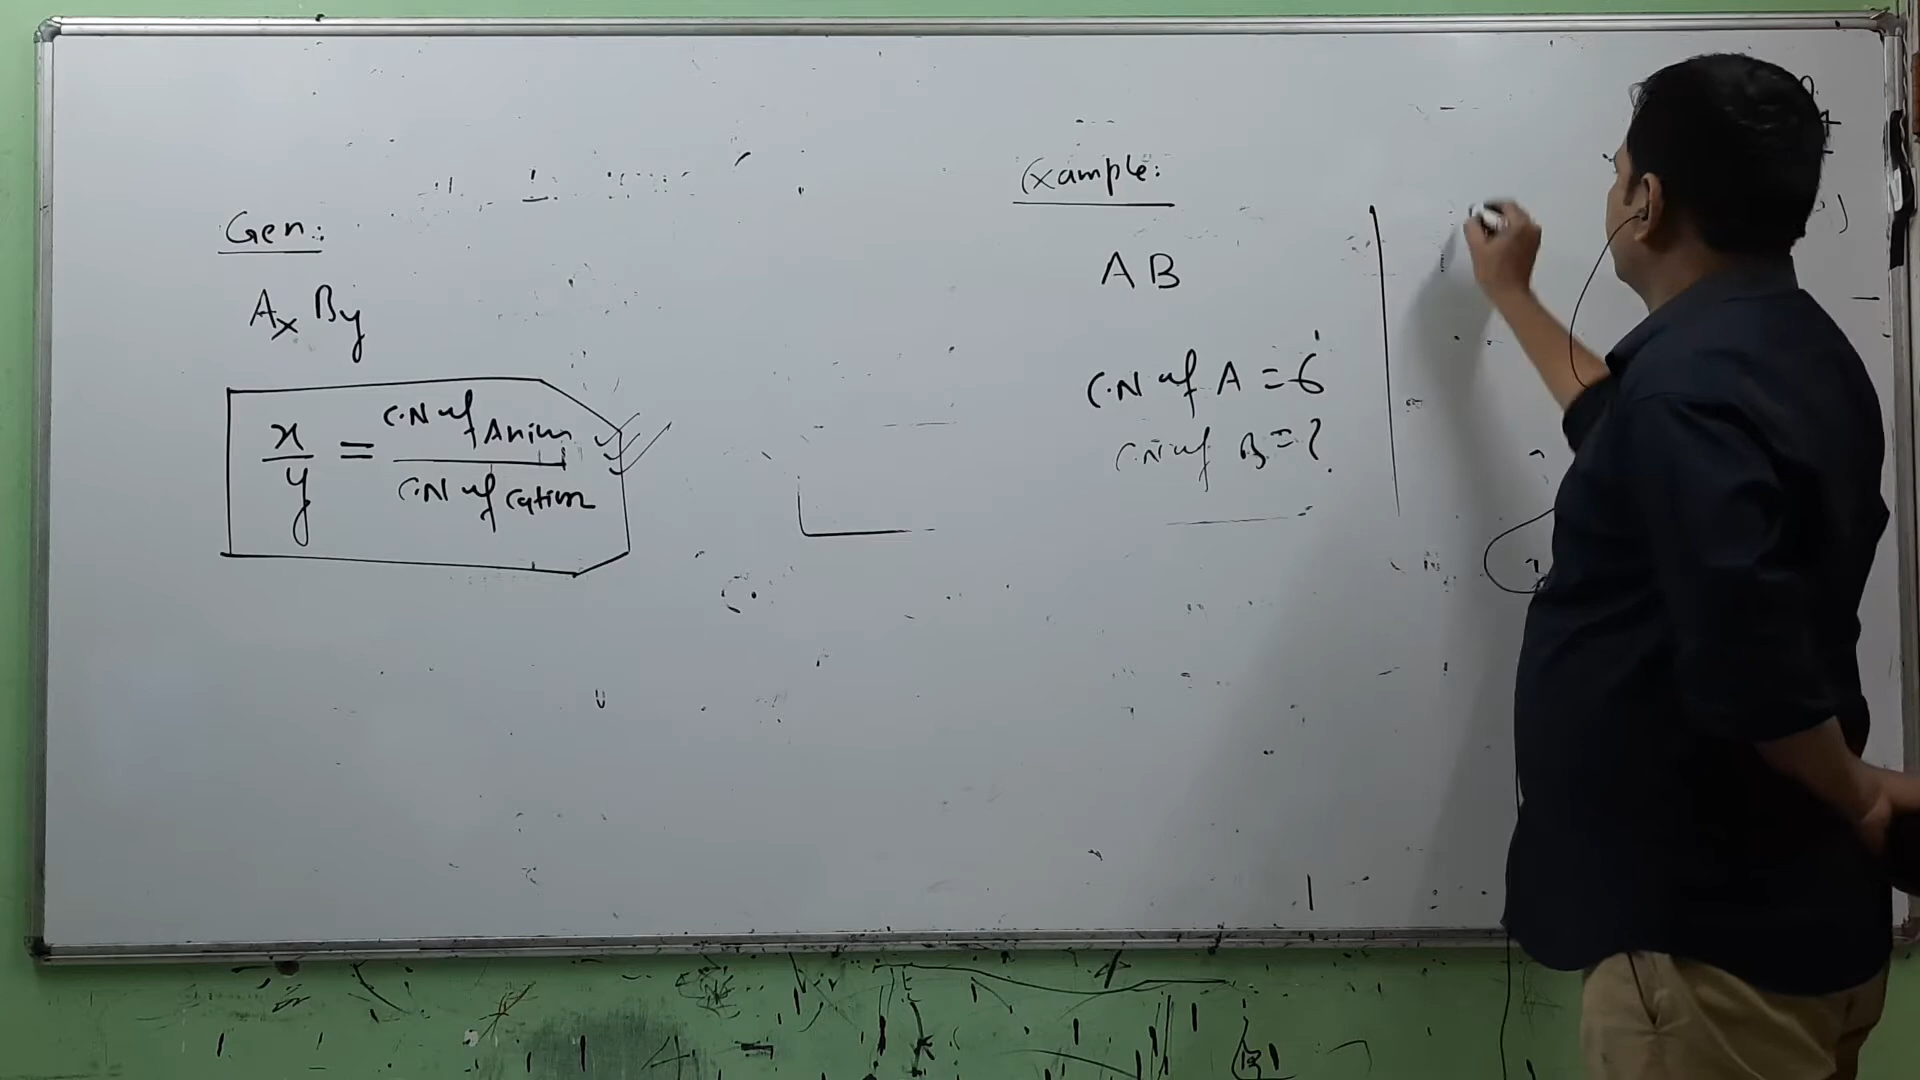 Gen:
Ax By
x/y = C.N of Anion / C.N of Cation
Example:
A B
C.N of A = 6
C.N of B = ?